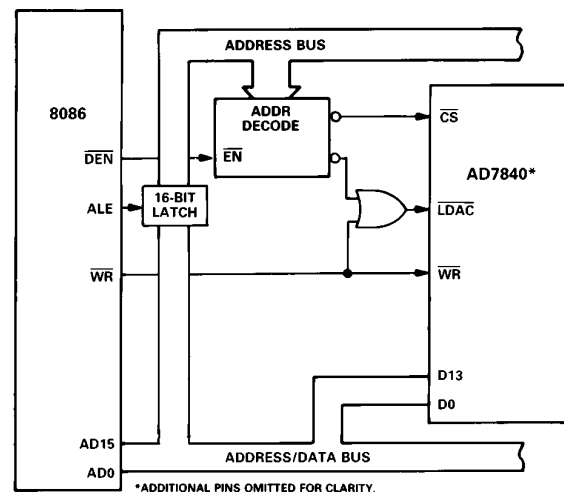 ADDRESS BUS
8086
ADDR
DECODE
CS
DEN
EN
AD7840*
ALE
16-BIT
LATCH
LDAC
WR
WR
D13
D0
AD15
ADDRESS/DATA BUS
AD0
*ADDITIONAL PINS OMITTED FOR CLARITY.